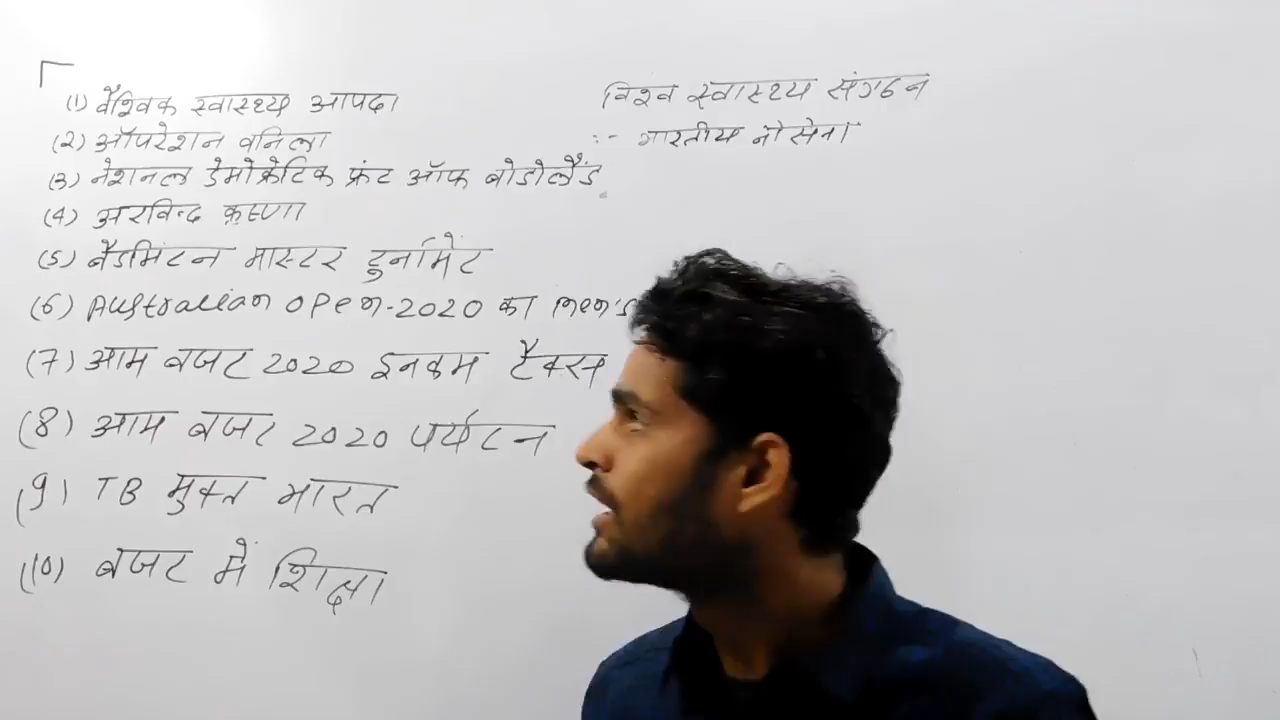 (1) वैश्विक स्वास्थ्य आपदा विश्व स्वास्थ्य संगठन
(2) ऑपरेशन वनिला :- भारतीय नौसेना
(3) नेशनल डेमोक्रेटिक फ्रंट ऑफ बोडोलैंड
(4) अरविन्द कृष्णा
(5) बैडमिंटन मास्टर टुर्नामेंट
(6) Australian open-2020 का men's
(7) आम बजट 2020 इनकम टैक्स
(8) आम बजट 2020 पर्यटन
(9) TB मुक्त भारत
(10) बजट में शिक्षा